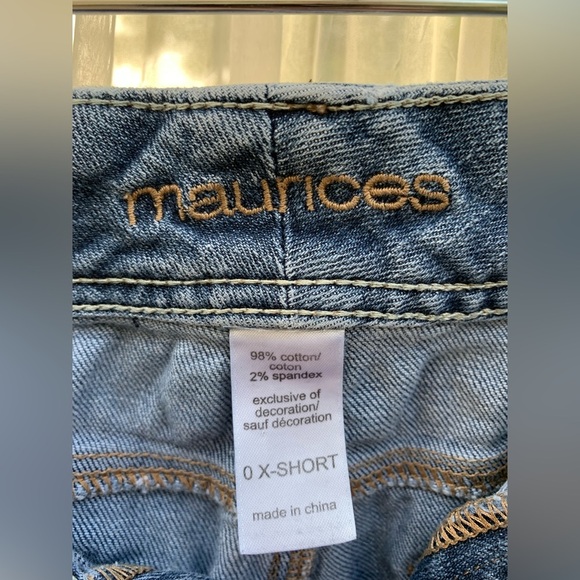 maurices
98% cotton/
coton
2% spandex
exclusive of
decoration/
sauf décoration
0 X-SHORT
made in china